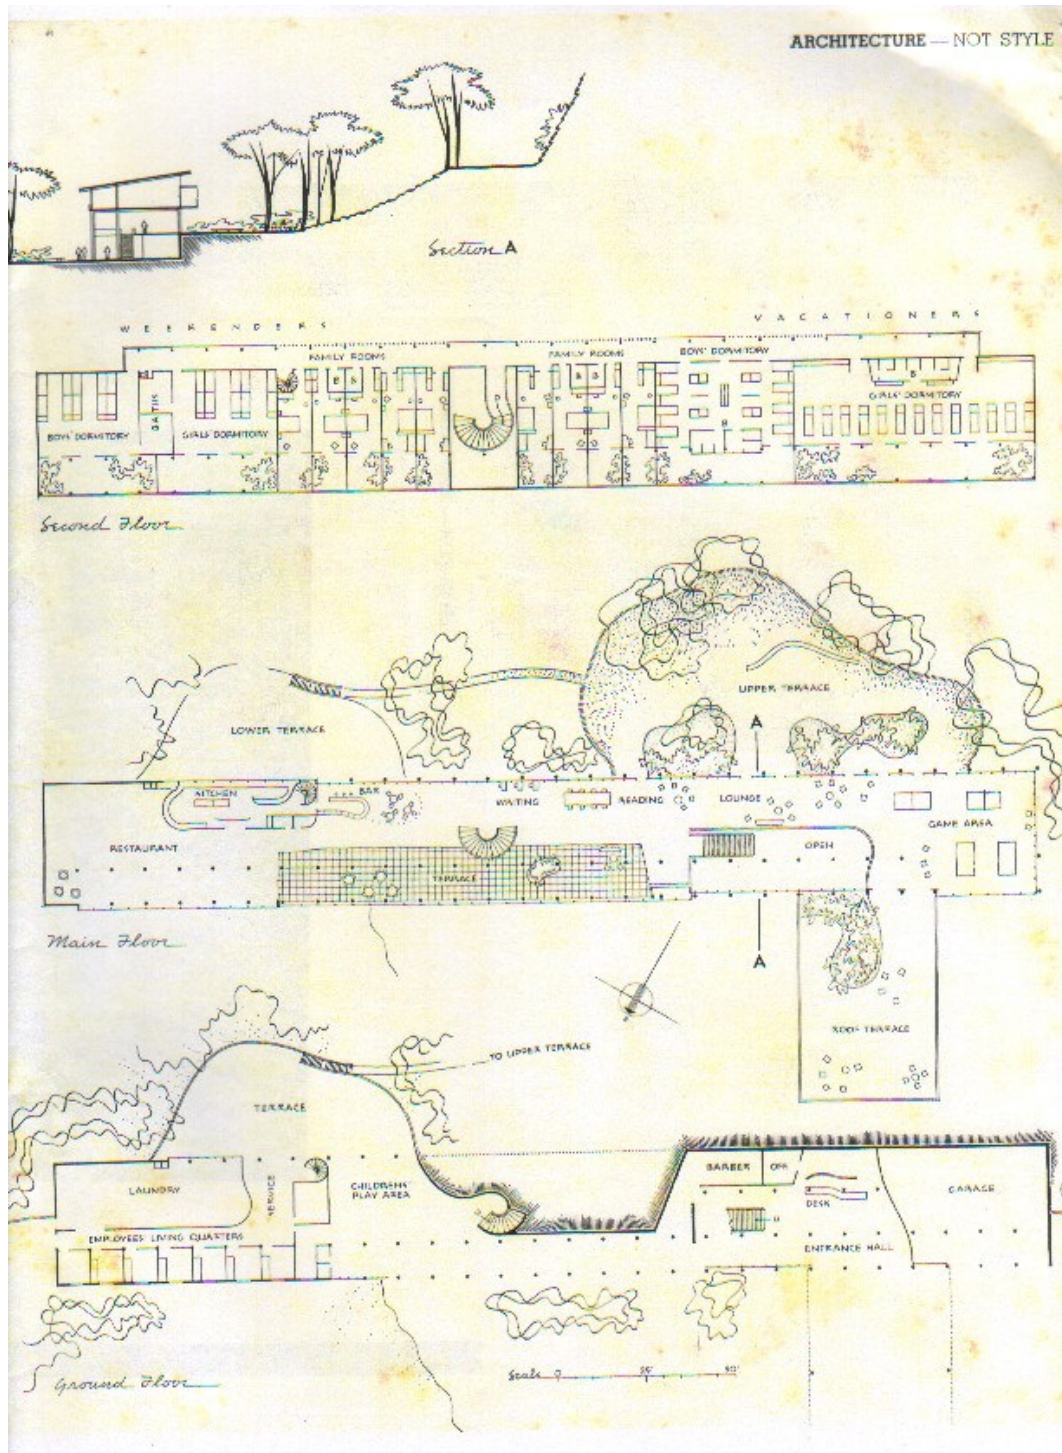 ARCHITECTURE — NOT STYLE
Section A
WEEKENDERS
VACATIONERS
FAMILY ROOMS
FAMILY ROOMS
BOYS' DORMITORY
B
B
B
B
B
GIRLS' DORMITORY
BATHS
BOYS' DORMITORY
GIRLS' DORMITORY
B
Second Floor
UPPER TERRACE
LOWER TERRACE
A
KITCHEN
BAR
WAITING
READING
LOUNGE
GAME AREA
RESTAURANT
OPEN
TERRACE
Main Floor
A
ROOF TERRACE
TO UPPER TERRACE
TERRACE
BARBER
OFF.
LAUNDRY
SERVICE
CHILDRENS'
PLAY AREA
DESK
GARAGE
EMPLOYEES' LIVING QUARTERS
ENTRANCE HALL
Ground Floor
Scale 0